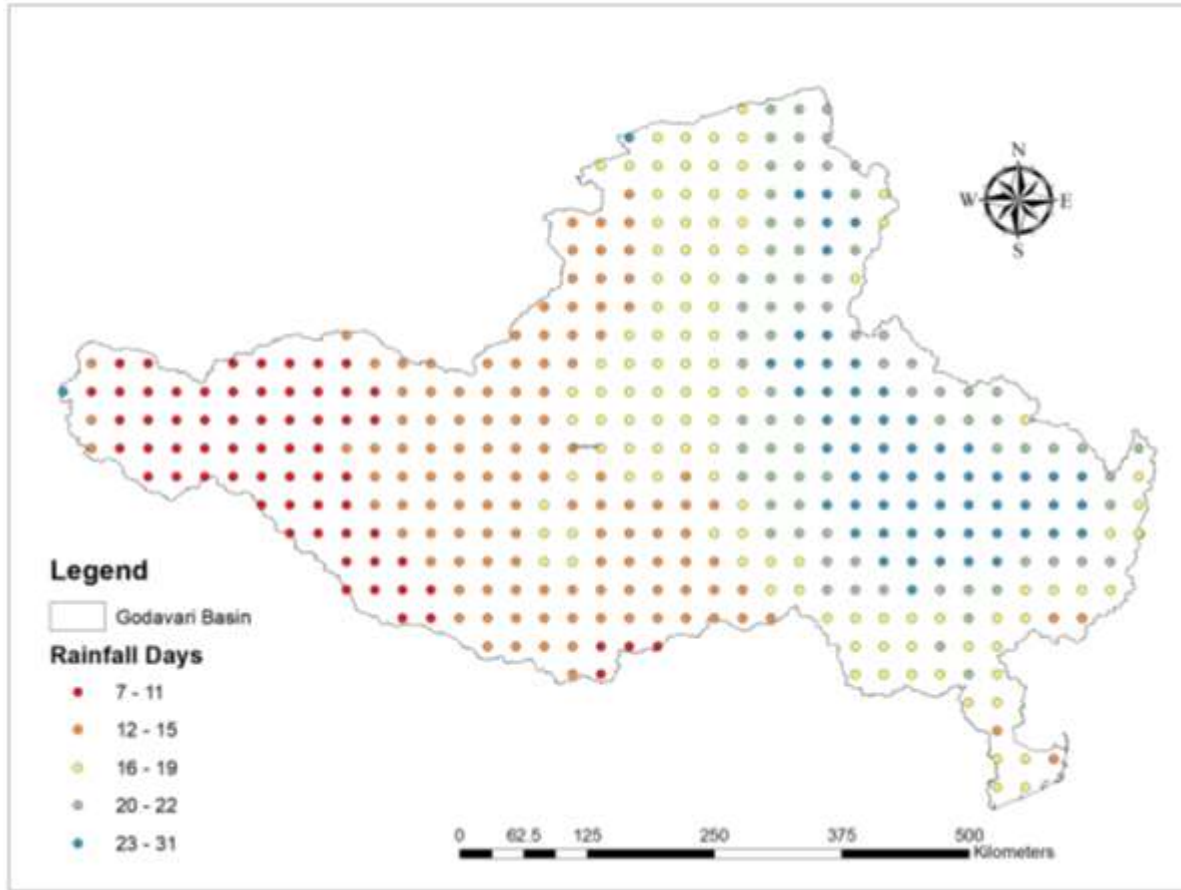 N
W E
S
Legend
Godavari Basin
Rainfall Days
7 - 11
12 - 15
16 - 19
20 - 22
23 - 31
0 62.5 125 250 375 500
Kilometers